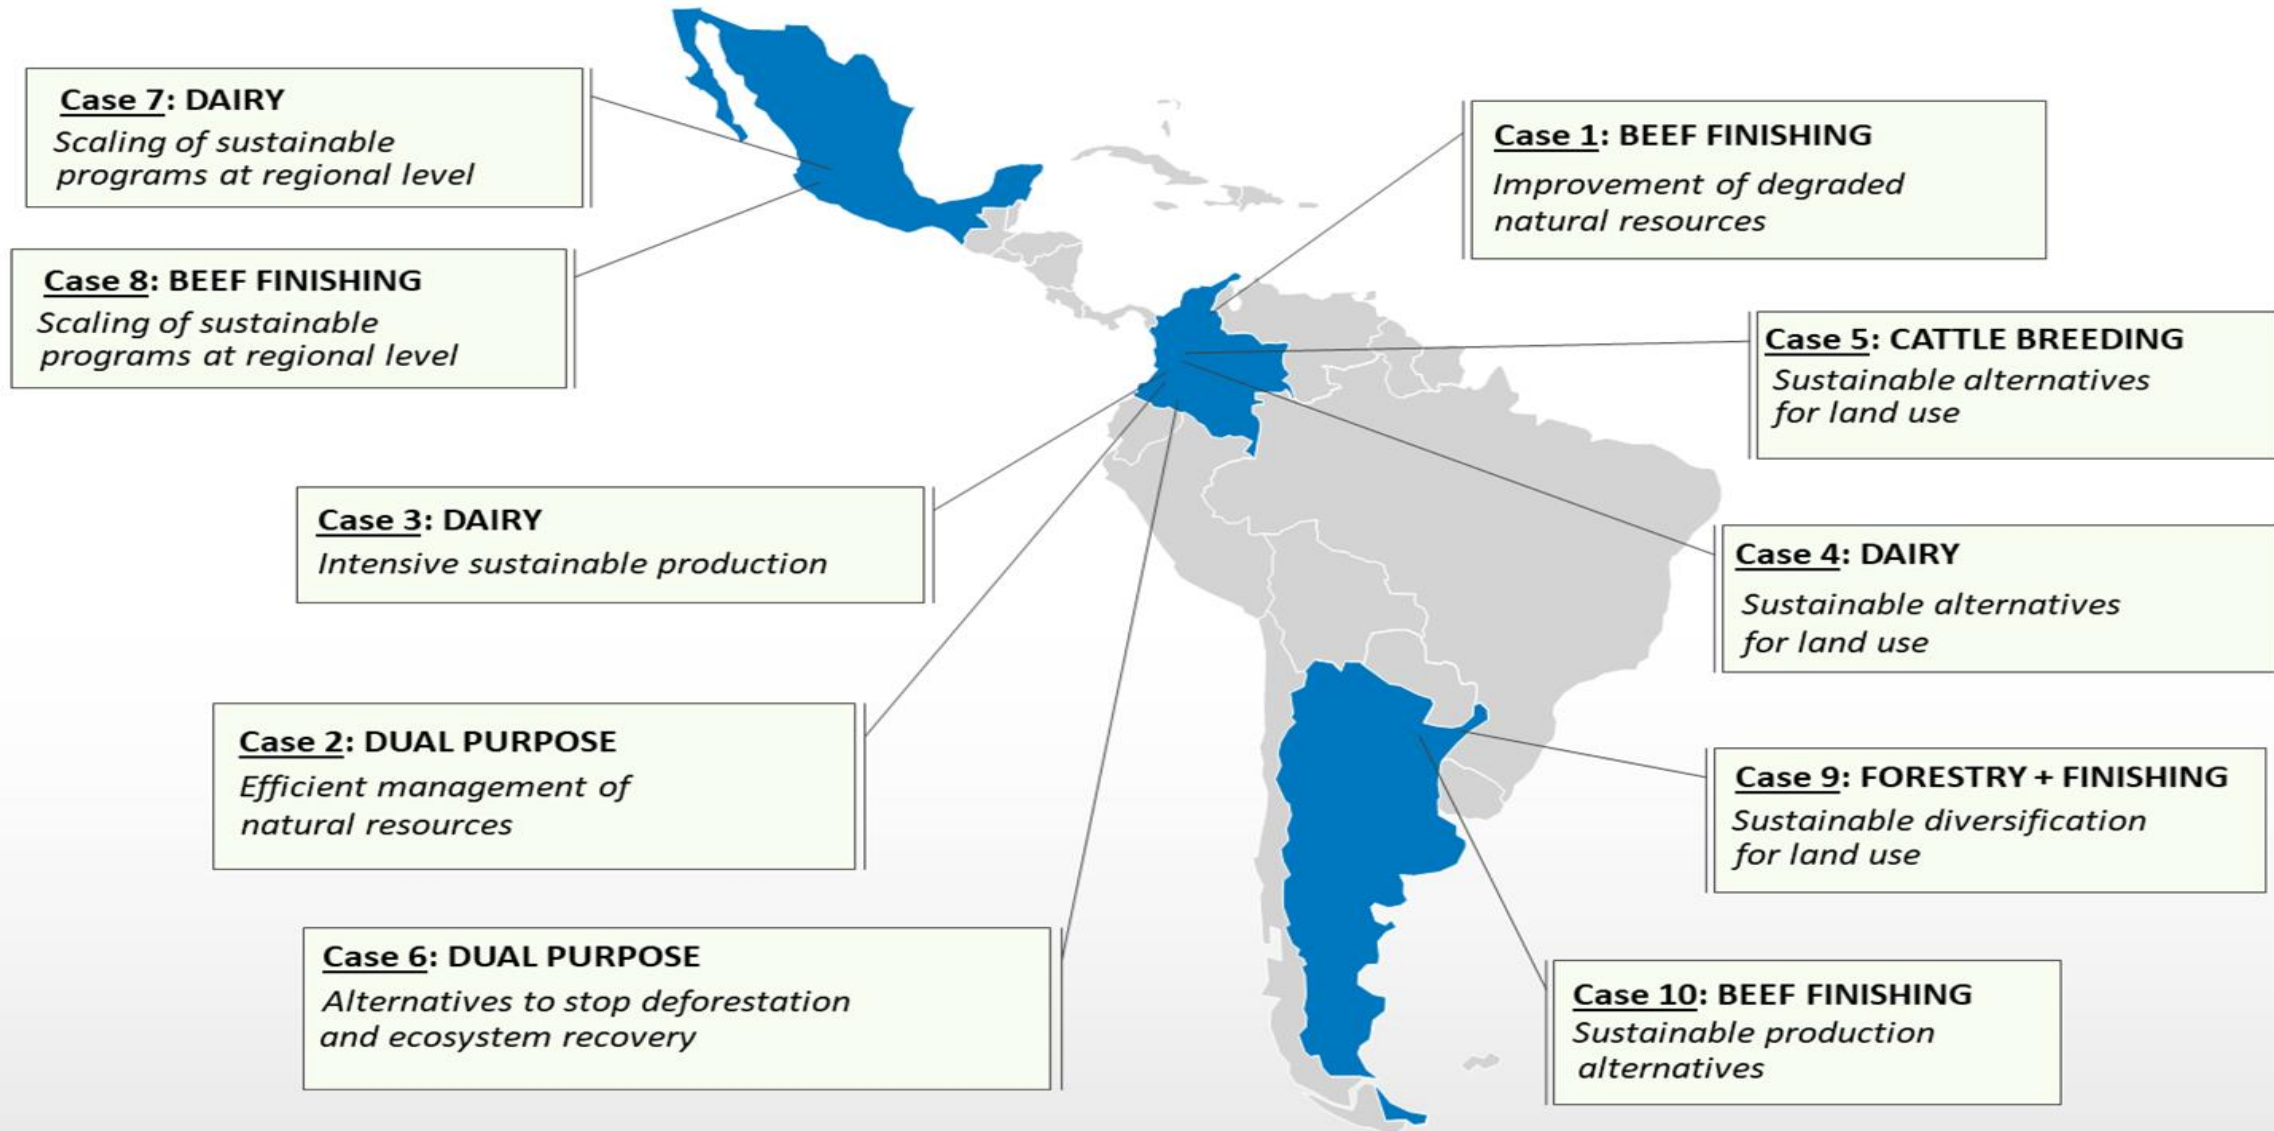 Case 7: DAIRY
Scaling of sustainable
programs at regional level
Case 8: BEEF FINISHING
Scaling of sustainable
programs at regional level
Case 3: DAIRY
Intensive sustainable production
Case 2: DUAL PURPOSE
Efficient management of
natural resources
Case 6: DUAL PURPOSE
Alternatives to stop deforestation
and ecosystem recovery
Case 1: BEEF FINISHING
Improvement of degraded
natural resources
Case 5: CATTLE BREEDING
Sustainable alternatives
for land use
Case 4: DAIRY
Sustainable alternatives
for land use
Case 9: FORESTRY + FINISHING
Sustainable diversification
for land use
Case 10: BEEF FINISHING
Sustainable production
alternatives